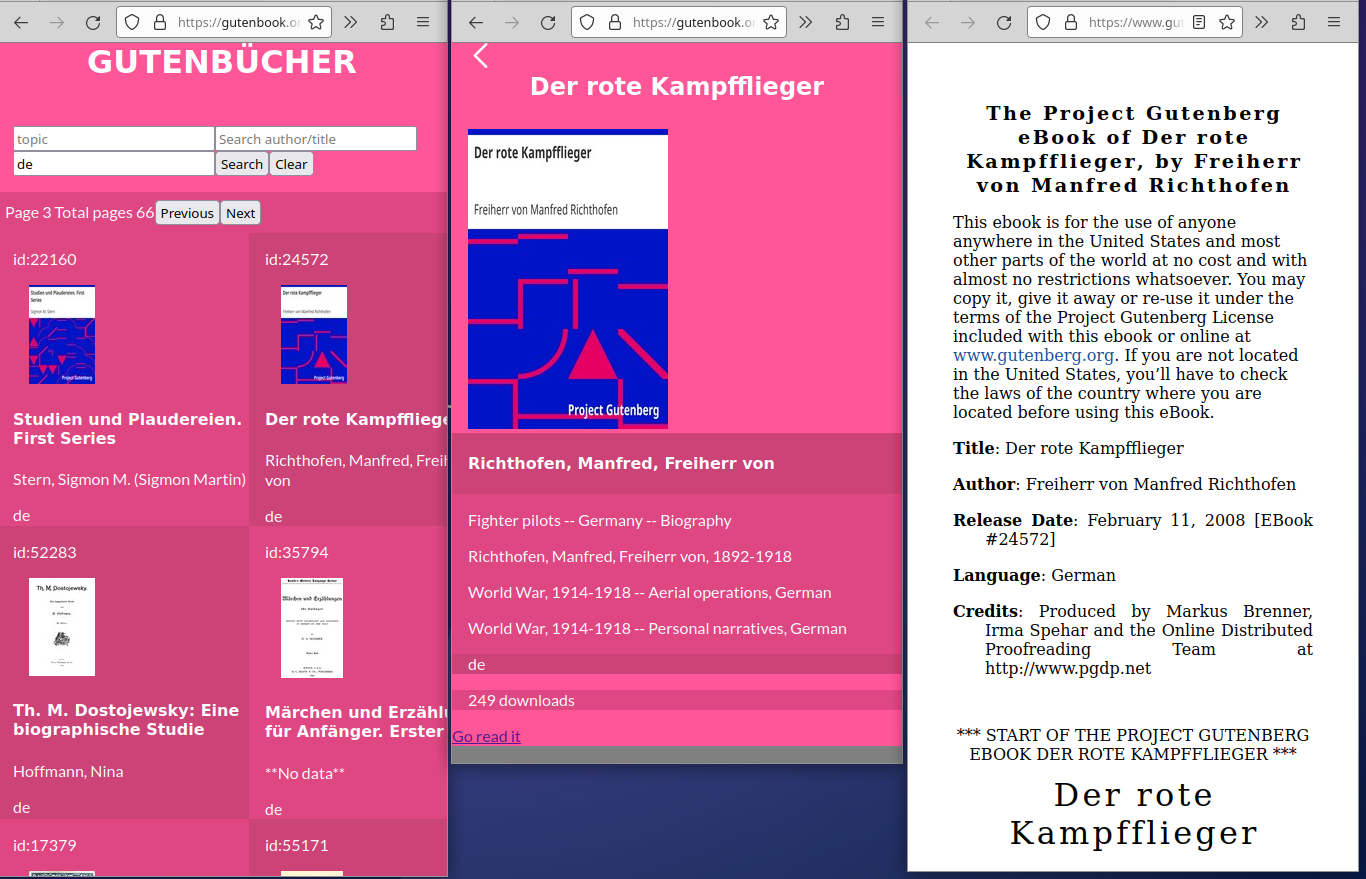 https://gutenbook.or
GUTENBÜCHER
topic
Search author/title
de
Search
Clear
Page 3 Total pages 66
Previous
Next
id:22160
Studien und Plaudereien. First
Series
Sigmon M. Stern
Project Gutenberg
Studien und Plaudereien.
First Series
Stern, Sigmon M. (Sigmon Martin)
de
id:24572
Der rote Kampfflieger
Freiherr von Manfred Richthofen
Project Gutenberg
Der rote Kampffliege
Richthofen, Manfred, Freih
von
de
id:52283
Th. M. Dostojewsky.
Th. M. Dostojewsky: Eine
biographische Studie
Hoffmann, Nina
de
id:35794
Märchen und Erzählungen
Märchen und Erzählu
für Anfänger. Erster
**No data**
de
id:17379
id:55171
https://gutenbook.o
Der rote Kampfflieger
Der rote Kampfflieger
Freiherr von Manfred Richthofen
Project Gutenberg
Richthofen, Manfred, Freiherr von
Fighter pilots -- Germany -- Biography
Richthofen, Manfred, Freiherr von, 1892-1918
World War, 1914-1918 -- Aerial operations, German
World War, 1914-1918 -- Personal narratives, German
de
249 downloads
Go read it
https://www.gut
The Project Gutenberg
eBook of Der rote
Kampfflieger, by Freiherr
von Manfred Richthofen
This ebook is for the use of anyone
anywhere in the United States and most
other parts of the world at no cost and with
almost no restrictions whatsoever. You may
copy it, give it away or re-use it under the
terms of the Project Gutenberg License
included with this ebook or online at
www.gutenberg.org. If you are not located
in the United States, you’ll have to check
the laws of the country where you are
located before using this eBook.
Title: Der rote Kampfflieger
Author: Freiherr von Manfred Richthofen
Release Date: February 11, 2008 [EBook
#24572]
Language: German
Credits: Produced by Markus Brenner,
Irma Spehar and the Online Distributed
Proofreading Team at
http://www.pgdp.net
*** START OF THE PROJECT GUTENBERG
EBOOK DER ROTE KAMPFFLIEGER ***
Der rote
Kampfflieger